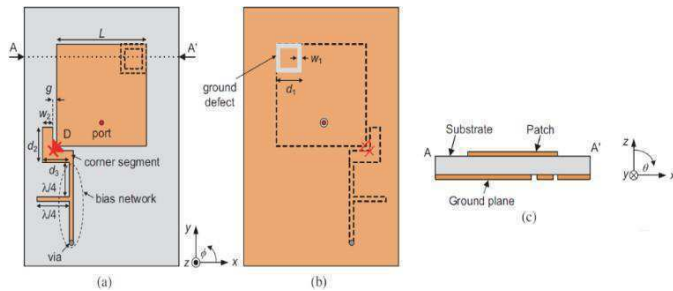 A
L
A'
g
w₂
D
port
d₂
corner segment
d₃
λ/4
bias network
λ/4
via
y
z
ϕ
x
(a)
w₁
d₁
ground
defect
(b)
Substrate
Patch
A
A'
Ground plane
z
y
θ
x
(c)